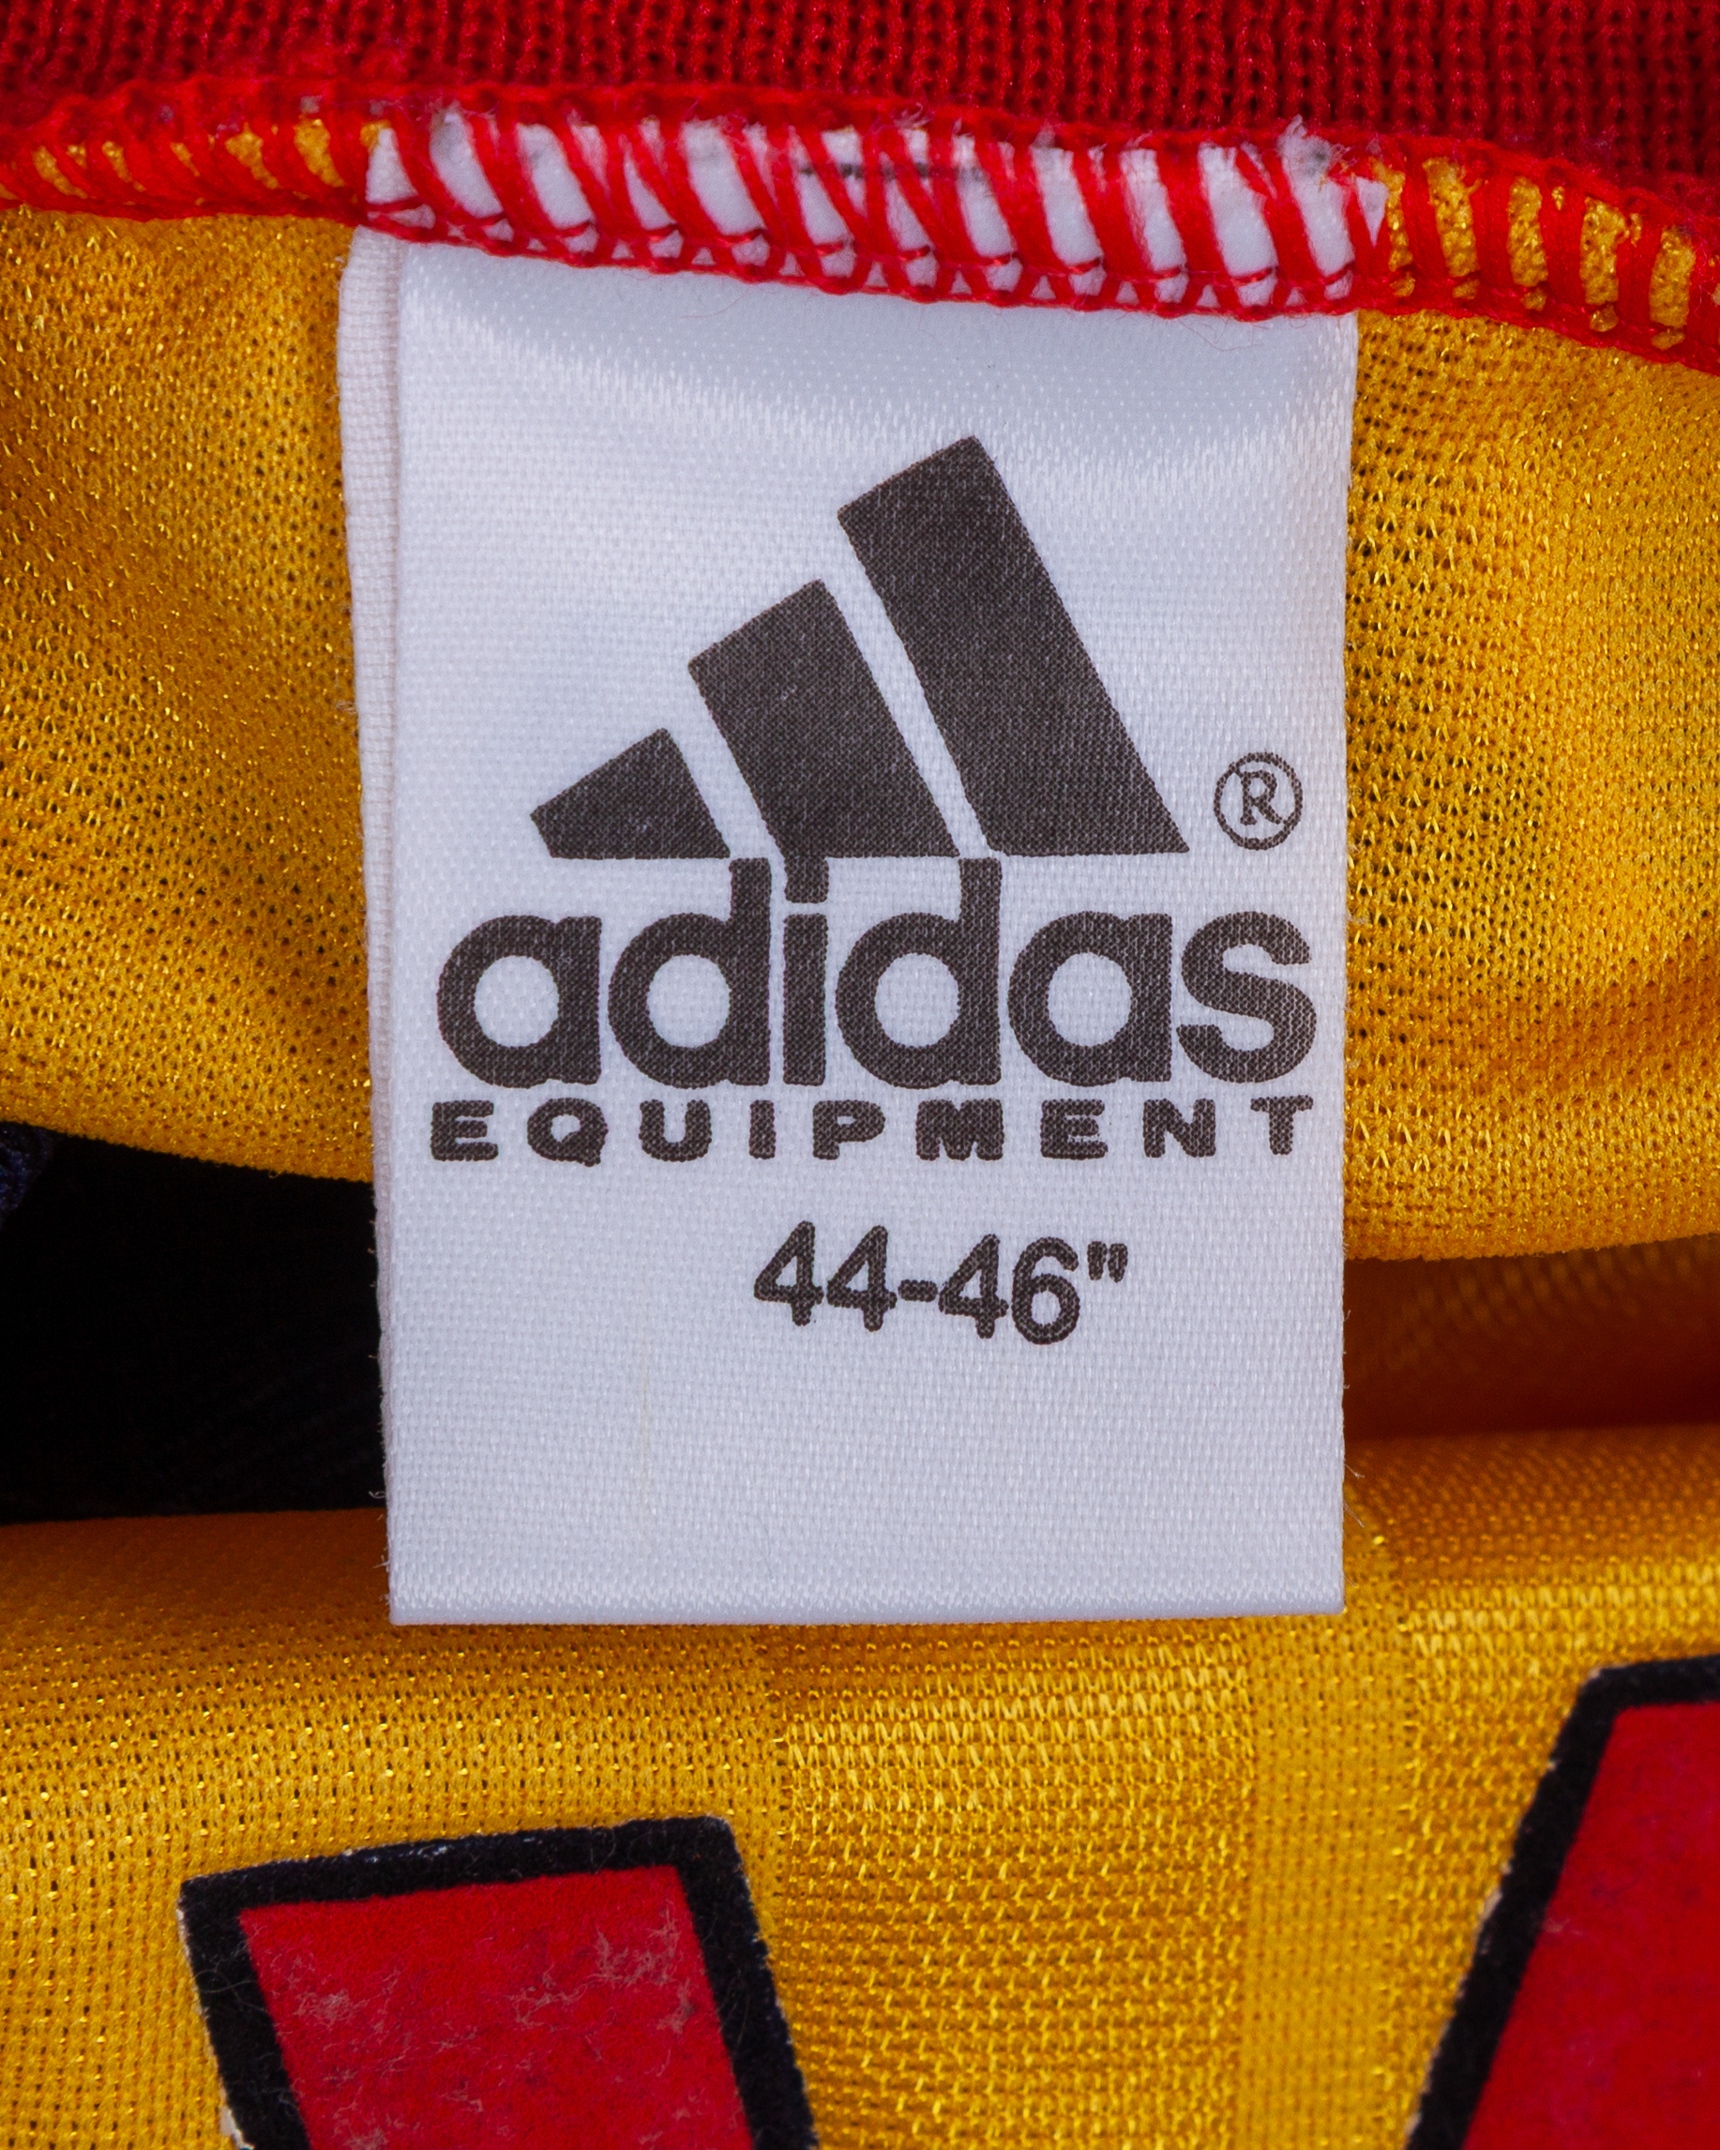 ®
adidas
EQUIPMENT
44-46"